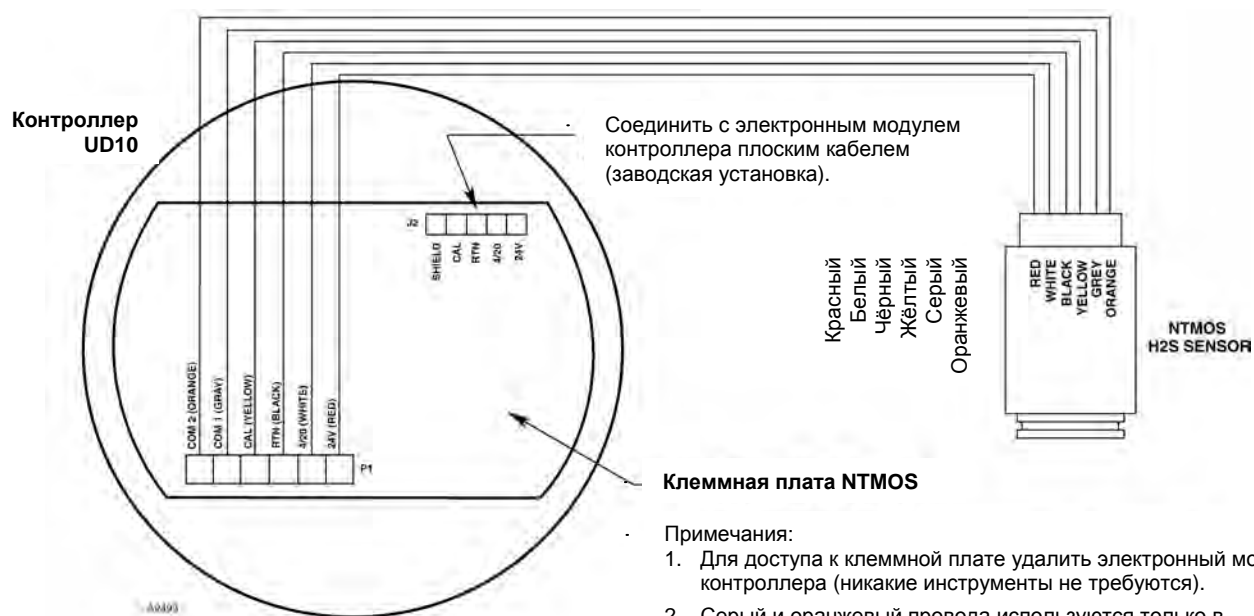 Контроллер
UD10
Соединить с электронным модулем
контроллера плоским кабелем
(заводская установка).
SHIELD
CAL
RTN
4/20
24V
Красный
Белый
Чёрный
Жёлтый
Серый
Оранжевый
RED
WHITE
BLACK
YELLOW
GREY
ORANGE
NTMOS
H2S SENSOR
COM 2 (ORANGE)
COM 1 (GRAY)
CAL (YELLOW)
RTN (BLACK)
4/20 (WHITE)
24V (RED)
P1
Клеммная плата NTMOS
Примечания:
1. Для доступа к клеммной плате удалить электронный
контроллера (никакие инструменты не требуются).
2. Серый и оранжевый провода используются только в